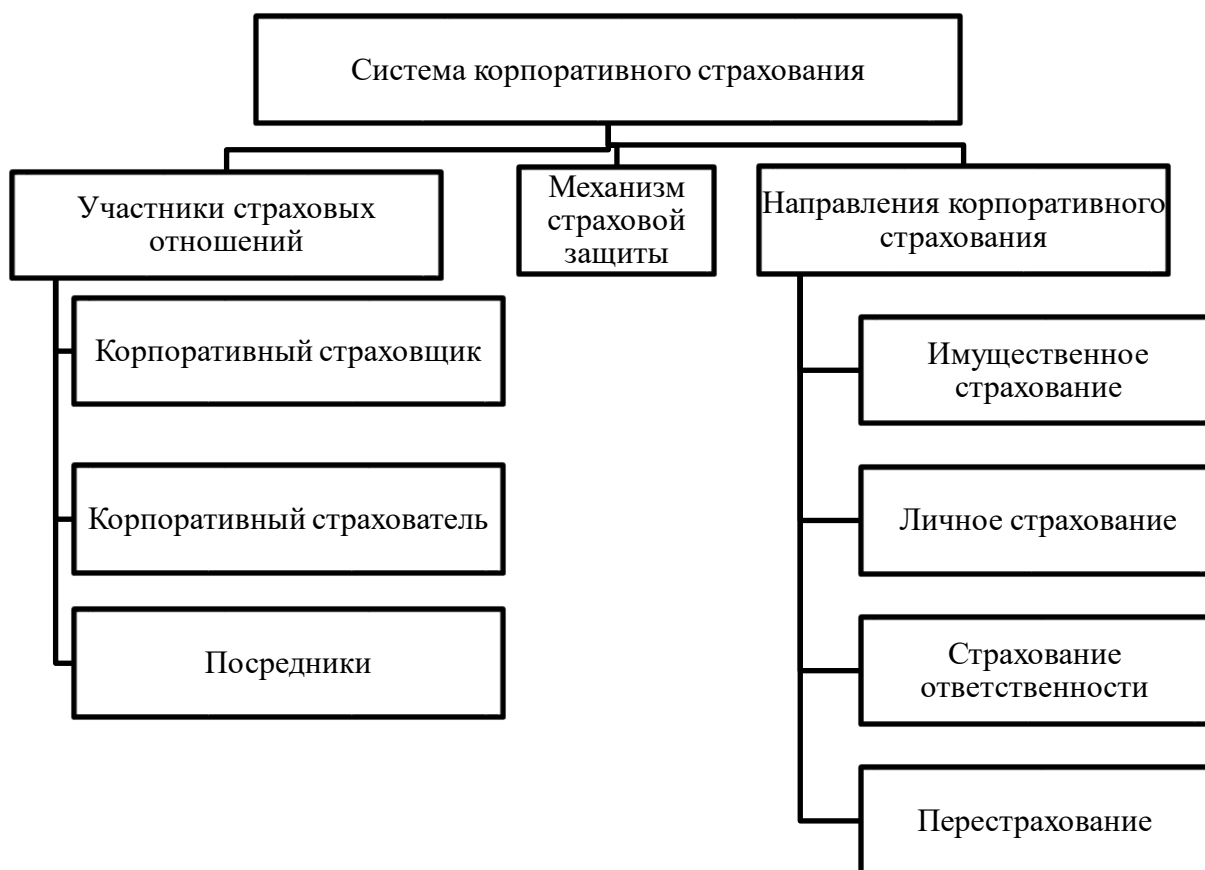 Система корпоративного страхования
Участники страховых
отношений
Механизм
страховой
защиты
Направления корпоративного
страхования
Корпоративный страховщик
Корпоративный страхователь
Посредники
Имущественное
страхование
Личное страхование
Страхование
ответственности
Перестрахование